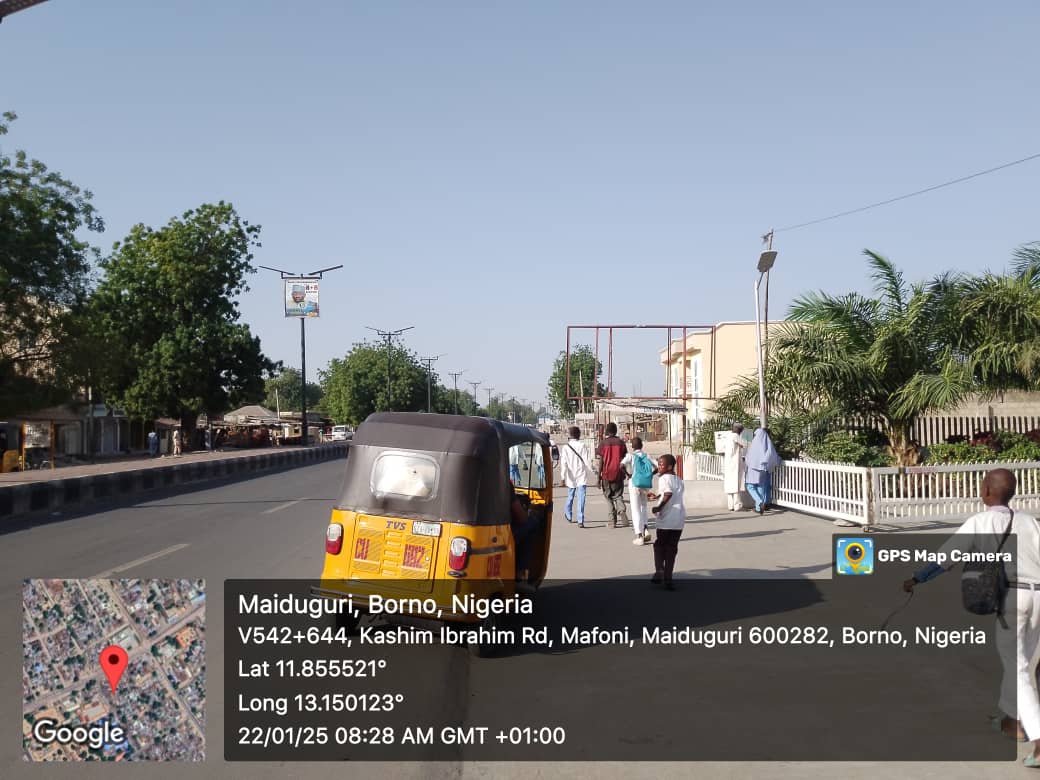 TVS
GPS Map Camera
Maiduguri, Borno, Nigeria
V542+644, Kashim Ibrahim Rd, Mafoni, Maiduguri 600282, Borno, Nigeria
Lat 11.855521°
Long 13.150123°
22/01/25 08:28 AM GMT +01:00
Google